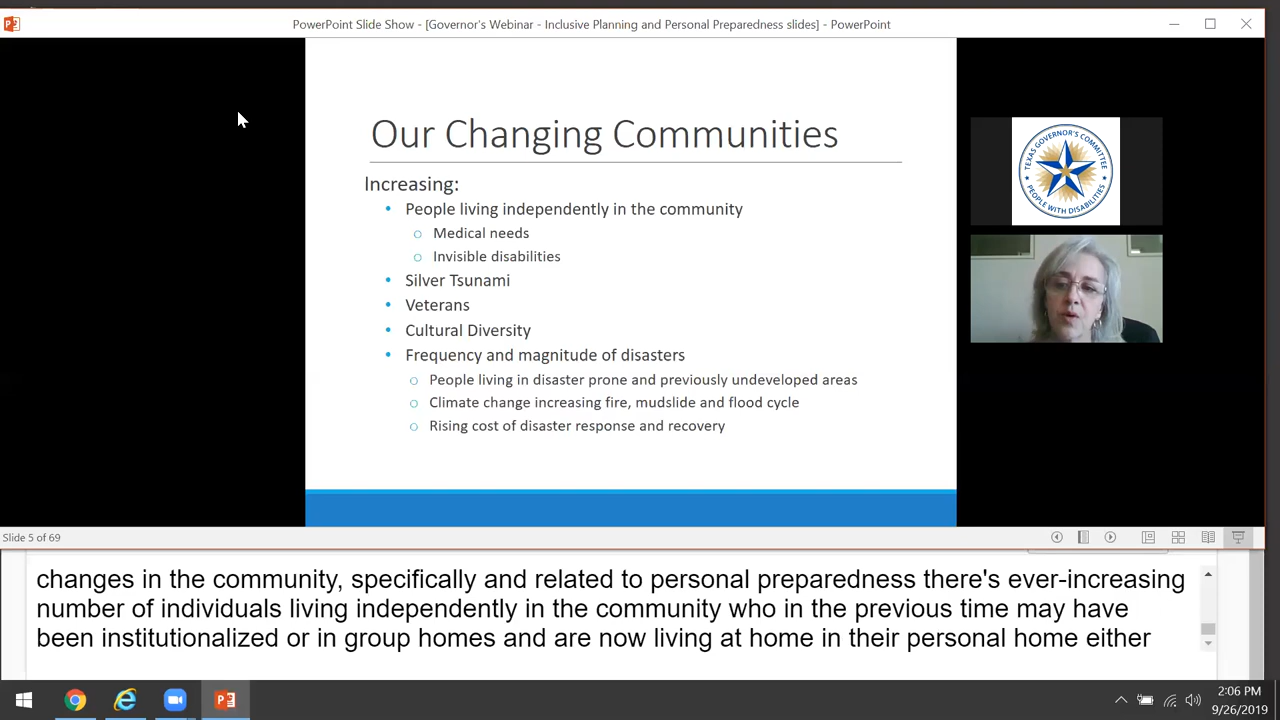 PowerPoint Slide Show - [Governor's Webinar - Inclusive Planning and Personal Preparedness slides] - PowerPoint
Our Changing Communities
Increasing:
People living independently in the community
Medical needs
Invisible disabilities
Silver Tsunami
Veterans
Cultural Diversity
Frequency and magnitude of disasters
People living in disaster prone and previously undeveloped areas
Climate change increasing fire, mudslide and flood cycle
Rising cost of disaster response and recovery
TEXAS GOVERNOR'S COMMITTEE
PEOPLE WITH DISABILITIES
Slide 5 of 69
changes in the community, specifically and related to personal preparedness there's ever-increasing
number of individuals living independently in the community who in the previous time may have
been institutionalized or in group homes and are now living at home in their personal home either
2:06 PM
9/26/2019